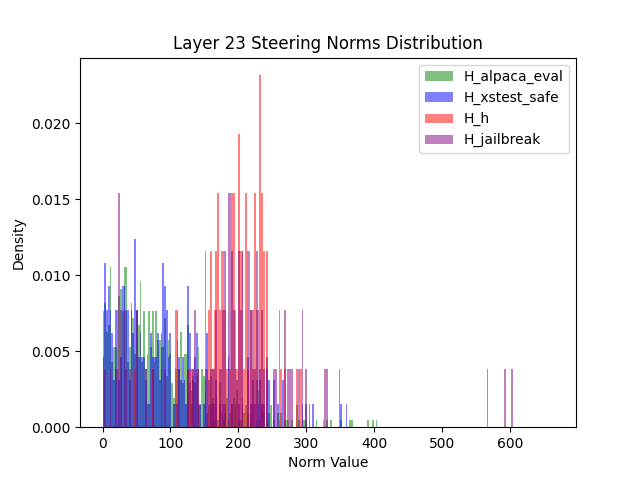 Layer 23 Steering Norms Distribution
H_alpaca_eval
H_xstest_safe
H_h
H_jailbreak
Density
0.020
0.015
0.010
0.005
0.000
0 100 200 300 400 500 600
Norm Value